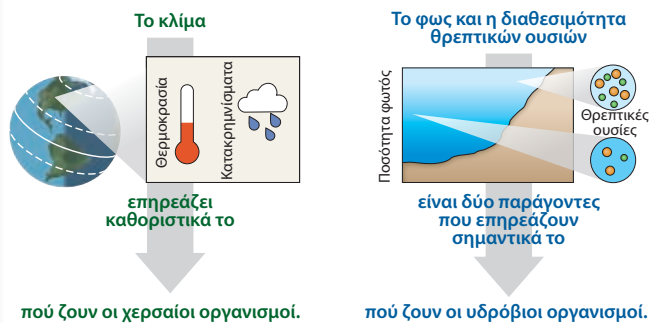 Το κλίμα
Θερμοκρασία
Κατακρημνίσματα
επηρεάζει
καθοριστικά το
πού ζουν οι χερσαίοι οργανισμοί.
Το φως και η διαθεσιμότητα
θρεπτικών ουσιών
Ποσότητα φωτός
Θρεπτικές
ουσίες
είναι δύο παράγοντες
που επηρεάζουν
σημαντικά το
πού ζουν οι υδρόβιοι οργανισμοί.